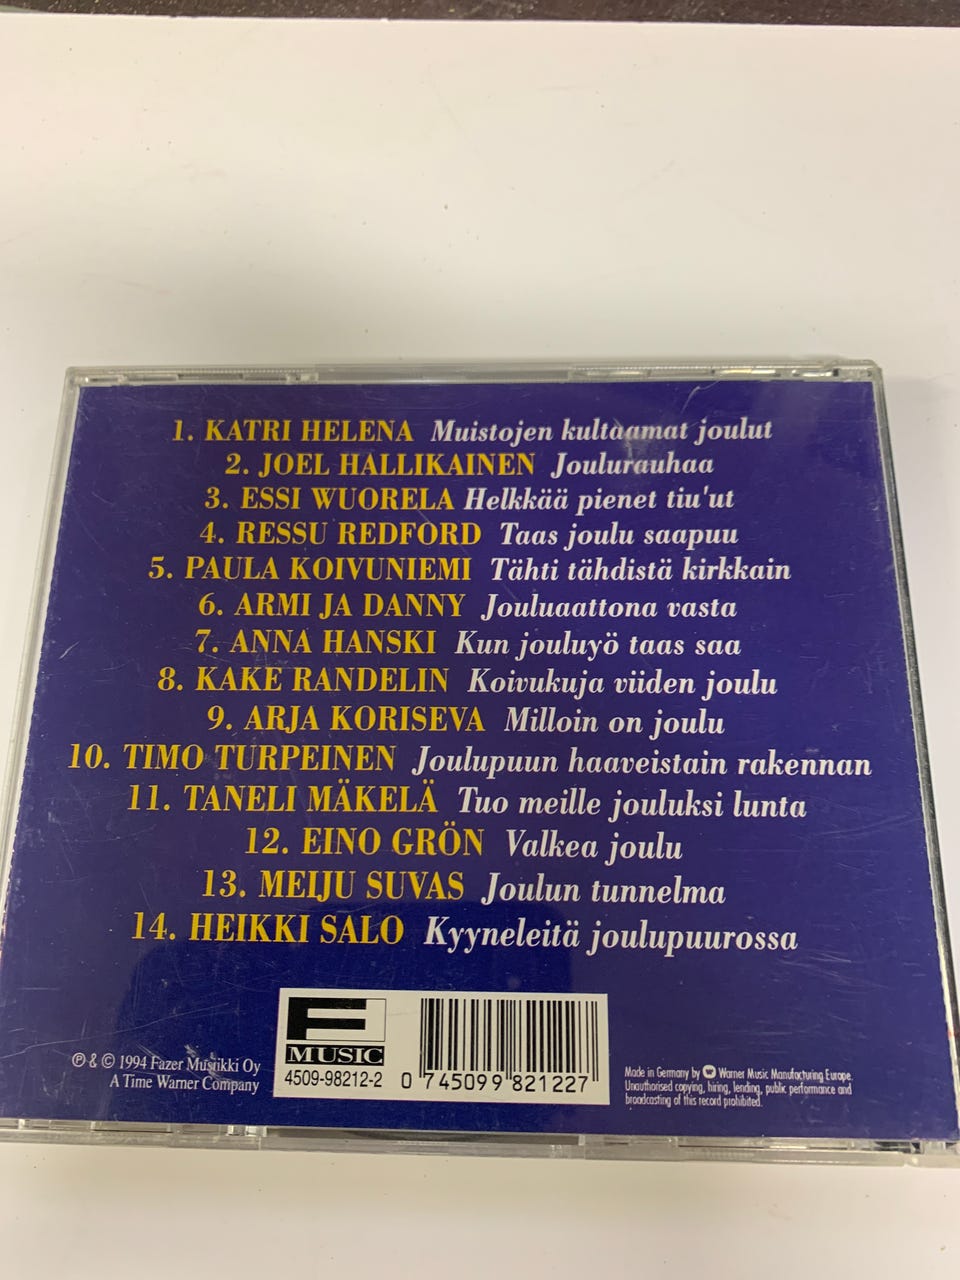 1. KATRI HELENA Muistojen kultaamat joulut
2. JOEL HALLIKAINEN Joulurauhaa
3. ESSI WUORELA Helkkää pienet tiu'ut
4. RESSU REDFORD Taas joulu saapuu
5. PAULA KOIVUNIEMI Tähti tähdistä kirkkain
6. ARMI JA DANNY Jouluaattona vasta
7. ANNA HANSKI Kun jouluyö taas saa
8. KAKE RANDELIN Koivukuja viiden joulu
9. ARJA KORISEVA Milloin on joulu
10. TIMO TURPEINEN Joulupuun haaveistain rakennan
11. TANELI MÄKELÄ Tuo meille jouluksi lunta
12. EINO GRÖN Valkea joulu
13. MEIJU SUVAS Joulun tunnelma
14. HEIKKI SALO Kyyneleitä joulupuurossa
℗ & © 1994 Fazer Musiikki Oy
A Time Warner Company
F
MUSIC
4509-98212-2
0 745099 821227
Made in Germany by Warner Music Manufacturing Europe.
Unauthorised copying, hiring, lending, public performance and
broadcasting of this record prohibited.